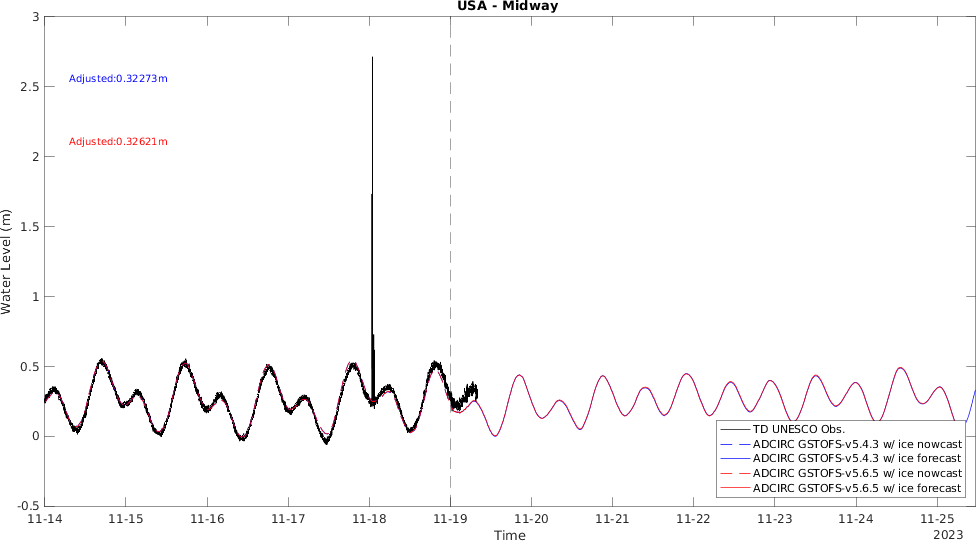 USA - Midway
3
2.5
2
1.5
1
0.5
0
-0.5
Water Level (m)
Adjusted:0.32273m
Adjusted:0.32621m
TD UNESCO Obs.
ADCIRC GSTOFS-v5.4.3 w/ ice nowcast
ADCIRC GSTOFS-v5.4.3 w/ ice forecast
ADCIRC GSTOFS-v5.6.5 w/ ice nowcast
ADCIRC GSTOFS-v5.6.5 w/ ice forecast
11-14 11-15 11-16 11-17 11-18 11-19 11-20 11-21 11-22 11-23 11-24 11-25
Time
2023